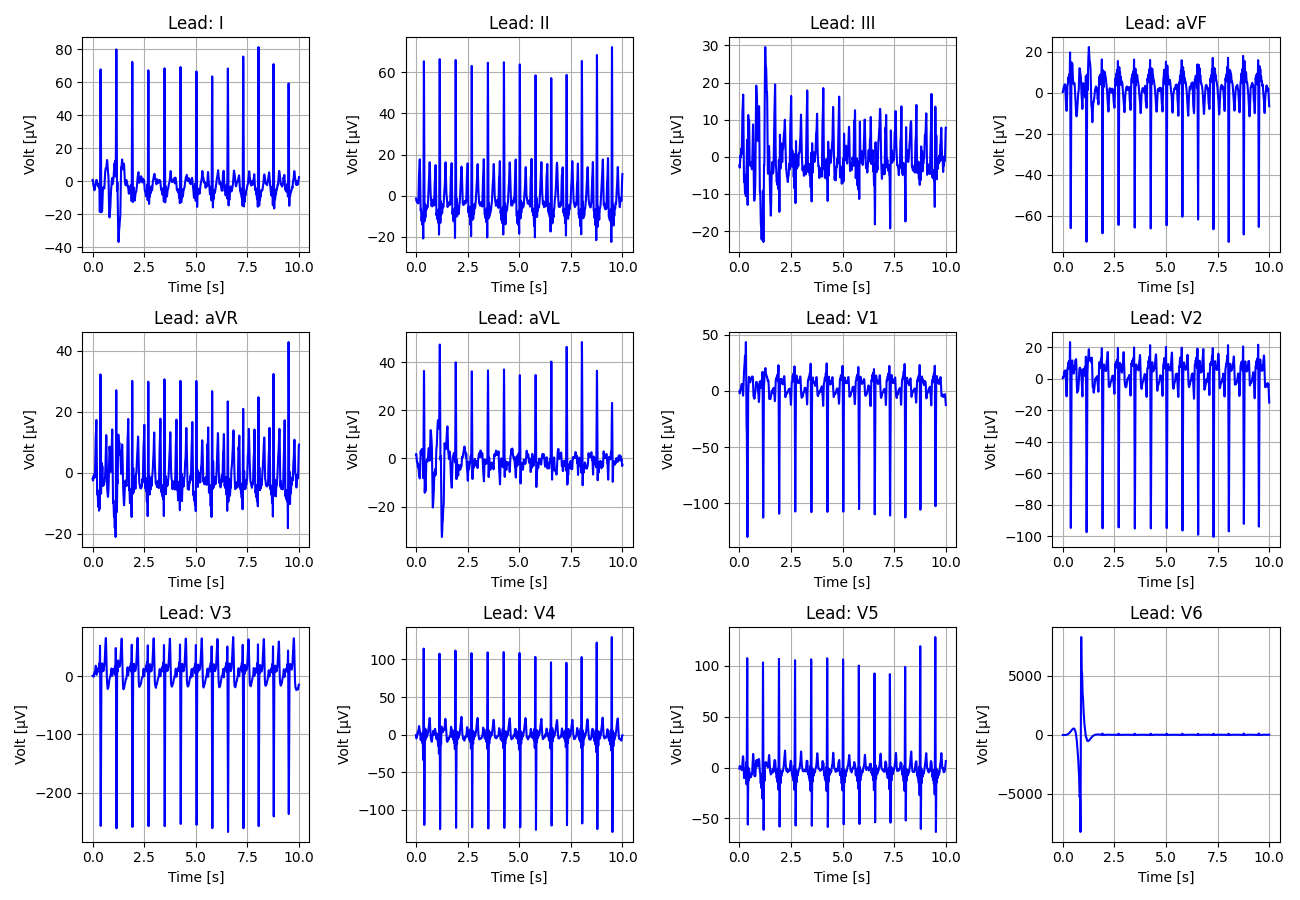 Lead: I
Lead: II
Lead: III
Lead: aVF
Volt [µV]
80
60
40
20
0
−20
−40
0.0 2.5 5.0 7.5 10.0
Time [s]
Volt [µV]
60
40
20
0
−20
0.0 2.5 5.0 7.5 10.0
Time [s]
Volt [µV]
30
20
10
0
−10
−20
0.0 2.5 5.0 7.5 10.0
Time [s]
Volt [µV]
20
0
−20
−40
−60
0.0 2.5 5.0 7.5 10.0
Time [s]
Lead: aVR
Lead: aVL
Lead: V1
Lead: V2
Volt [µV]
40
20
0
−20
0.0 2.5 5.0 7.5 10.0
Time [s]
Volt [µV]
40
20
0
−20
0.0 2.5 5.0 7.5 10.0
Time [s]
Volt [µV]
50
0
−50
−100
0.0 2.5 5.0 7.5 10.0
Time [s]
Volt [µV]
20
0
−20
−40
−60
−80
−100
0.0 2.5 5.0 7.5 10.0
Time [s]
Lead: V3
Lead: V4
Lead: V5
Lead: V6
Volt [µV]
0
−100
−200
0.0 2.5 5.0 7.5 10.0
Time [s]
Volt [µV]
100
50
0
−50
−100
0.0 2.5 5.0 7.5 10.0
Time [s]
Volt [µV]
100
50
0
−50
0.0 2.5 5.0 7.5 10.0
Time [s]
Volt [µV]
5000
0
−5000
0.0 2.5 5.0 7.5 10.0
Time [s]